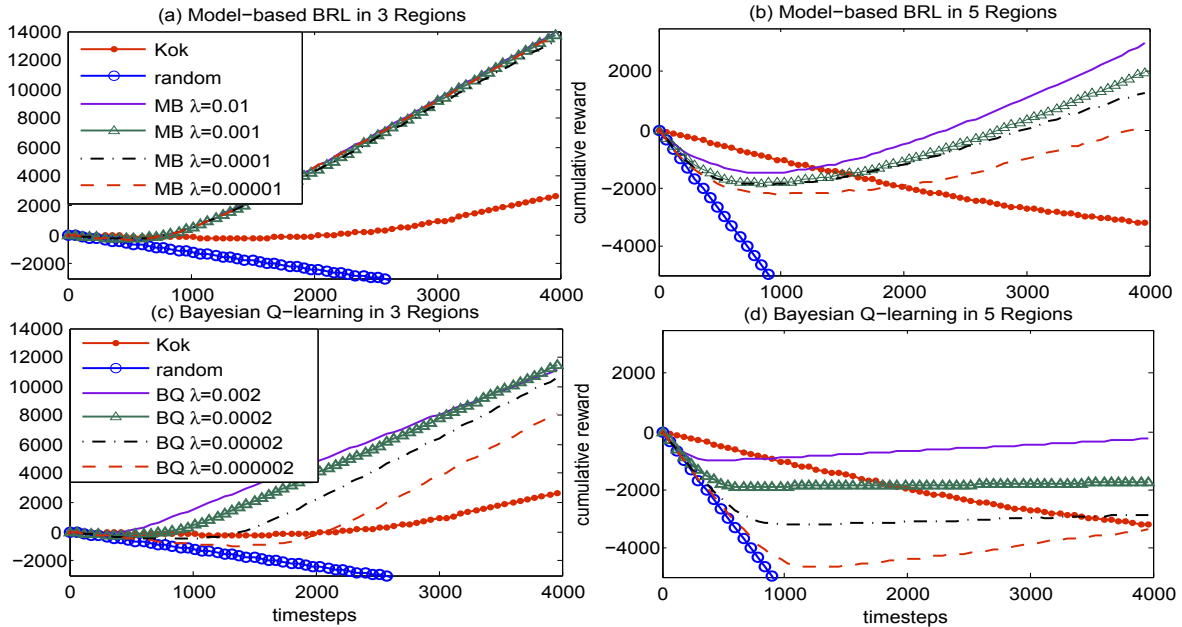 (a) Model−based BRL in 3 Regions
14000
12000
10000
8000
6000
4000
2000
0
−2000
0
1000
2000
3000
4000
Kok
random
MB λ=0.01
MB λ=0.001
MB λ=0.0001
MB λ=0.00001
(b) Model−based BRL in 5 Regions
cumulative reward
2000
0
−2000
−4000
0
1000
2000
3000
4000
(c) Bayesian Q−learning in 3 Regions
14000
12000
10000
8000
6000
4000
2000
0
−2000
0
1000
2000
3000
4000
timesteps
Kok
random
BQ λ=0.002
BQ λ=0.0002
BQ λ=0.00002
BQ λ=0.000002
(d) Bayesian Q−learning in 5 Regions
cumulative reward
2000
0
−2000
−4000
0
1000
2000
3000
4000
timesteps